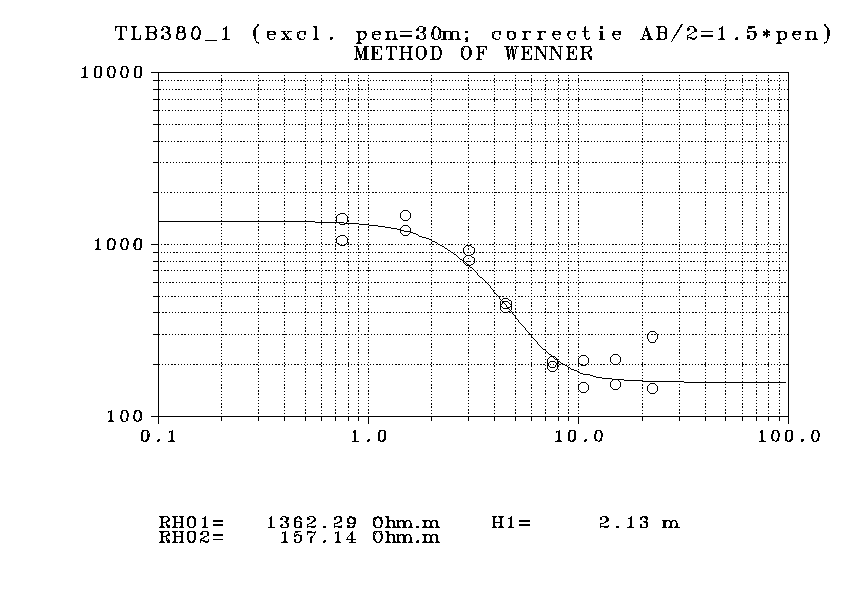 TLB380_1 (excl. pen=30m; correctie AB/2=1.5*pen)
METHOD OF WENNER
10000
1000
100
0.1 1.0 10.0 100.0
RHO1= 1362.29 Ohm.m H1= 2.13 m
RHO2= 157.14 Ohm.m